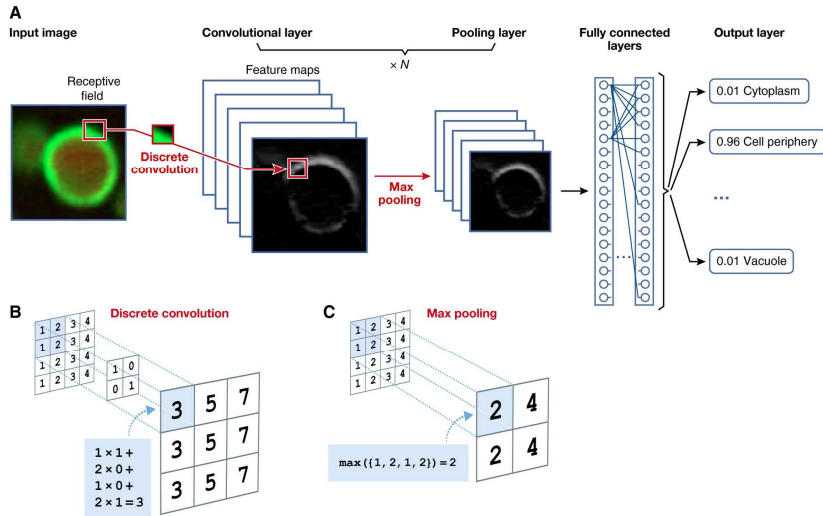 A
Input image
Convolutional layer
Pooling layer
Fully connected
layers
Output layer
× N
Receptive
field
Feature maps
Discrete
convolution
Max
pooling
0.01 Cytoplasm
0.96 Cell periphery
...
0.01 Vacuole
...
B
Discrete convolution
1 2 3 4
1 2 3 4
1 2 3 4
1 2 3 4
1 0
0 1
3 5 7
3 5 7
3 5 7
1 × 1 +
2 × 0 +
1 × 0 +
2 × 1 = 3
C
Max pooling
1 2 3 4
1 2 3 4
1 2 3 4
1 2 3 4
2 4
2 4
max({1, 2, 1, 2}) = 2